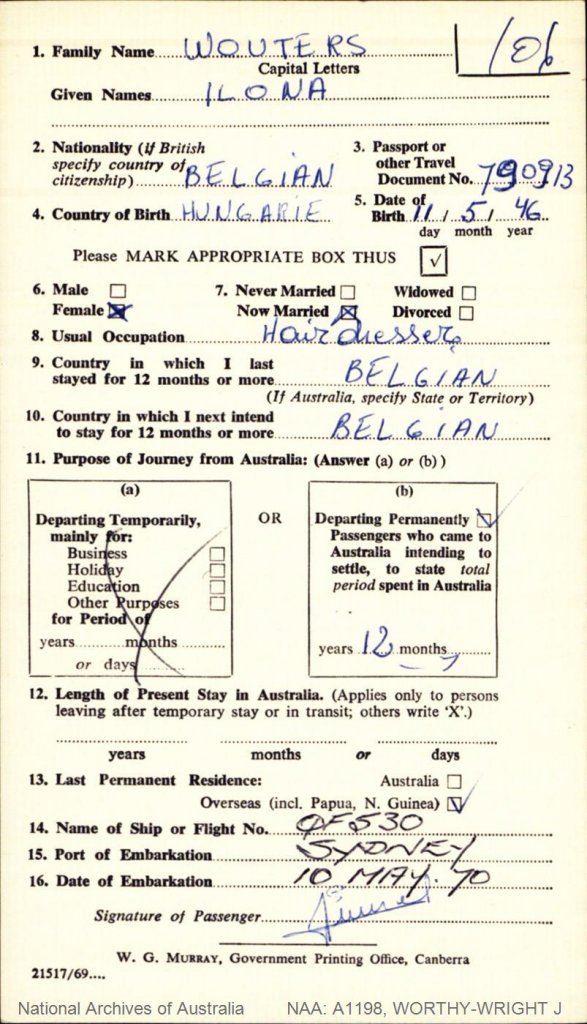 1. Family Name WOUTERS
Capital Letters
106
Given Names ILONA
2. Nationality (if British specify country of citizenship) BELGIAN
3. Passport or other Travel Document No. 790913
4. Country of Birth HUNGARIE
5. Date of Birth 11 / 5 / 46
day month year
Please MARK APPROPRIATE BOX THUS ✓
6. Male
Female
7. Never Married
Now Married
Widowed
Divorced
8. Usual Occupation Hairdresser
9. Country in which I last
stayed for 12 months or more BELGIAN
(If Australia, specify State or Territory)
10. Country in which I next intend
to stay for 12 months or more BELGIAN
11. Purpose of Journey from Australia: (Answer (a) or (b))
(a)
Departing Temporarily,
mainly for:
Business
Holiday
Education
Other Purposes
for Period of
years months
or days
OR
(b)
Departing Permanently
Passengers who came to
Australia intending to
settle, to state total
period spent in Australia
years 12 months
12. Length of Present Stay in Australia. (Applies only to persons
leaving after temporary stay or in transit; others write 'X'.)
years months or days
13. Last Permanent Residence: Australia
Overseas (incl. Papua, N. Guinea)
14. Name of Ship or Flight No. QF530
15. Port of Embarkation SYDNEY
16. Date of Embarkation 10 MAY. 70
Signature of Passenger
W. G. MURRAY, Government Printing Office, Canberra
21517/69....
National Archives of Australia NAA: A1198, WORTHY-WRIGHT J